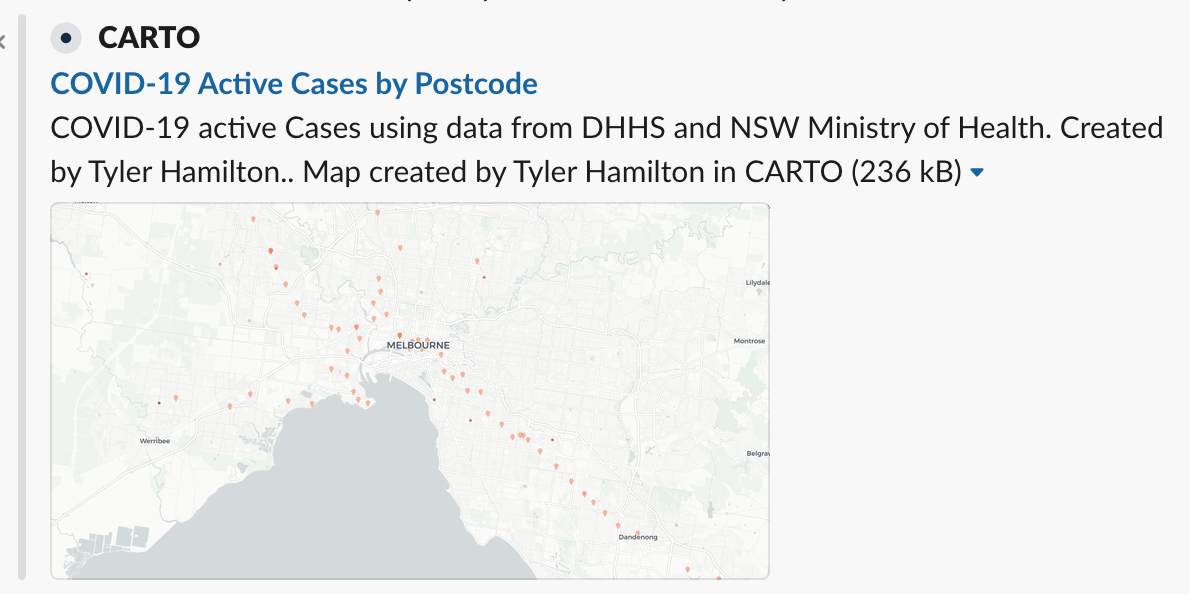 CARTO
COVID-19 Active Cases by Postcode
COVID-19 active Cases using data from DHHS and NSW Ministry of Health. Created
by Tyler Hamilton.. Map created by Tyler Hamilton in CARTO (236 kB)
Lilydale
MELBOURNE
Montrose
Werribee
Belgrav
Dandenong